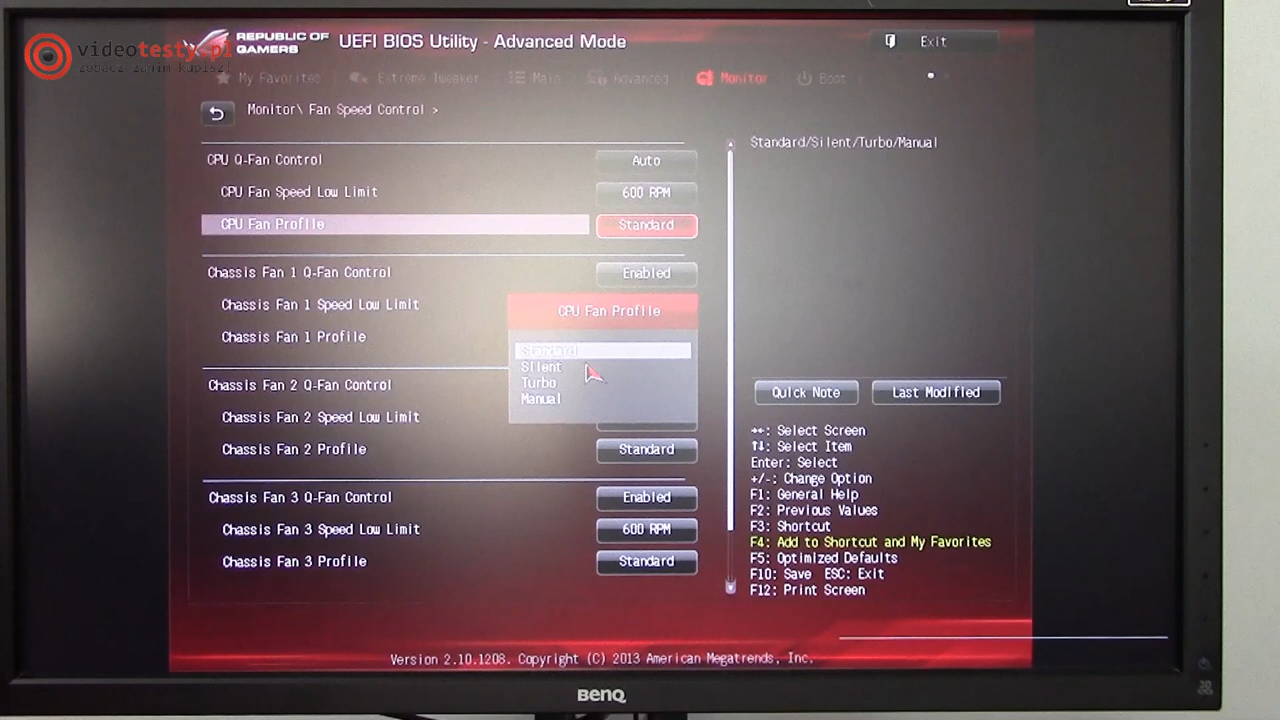 videotesty.pl
zobacz zanim kupisz!
REPUBLIC OF
GAMERS
UEFI BIOS Utility - Advanced Mode
Exit
My Favorites
Extreme Tweaker
Main
Advanced
Monitor
Boot
Monitor\ Fan Speed Control >
Standard/Silent/Turbo/Manual
CPU Q-Fan Control
Auto
CPU Fan Speed Low Limit
600 RPM
CPU Fan Profile
Standard
Chassis Fan 1 Q-Fan Control
Enabled
Chassis Fan 1 Speed Low Limit
Chassis Fan 1 Profile
CPU Fan Profile
Standard
Silent
Turbo
Manual
Chassis Fan 2 Q-Fan Control
Chassis Fan 2 Speed Low Limit
Chassis Fan 2 Profile
Standard
Chassis Fan 3 Q-Fan Control
Enabled
Chassis Fan 3 Speed Low Limit
600 RPM
Chassis Fan 3 Profile
Standard
Quick Note
Last Modified
→←: Select Screen
↑↓: Select Item
Enter: Select
+/-: Change Option
F1: General Help
F2: Previous Values
F3: Shortcut
F4: Add to Shortcut and My Favorites
F5: Optimized Defaults
F10: Save ESC: Exit
F12: Print Screen
Version 2.10.1208. Copyright (C) 2013 American Megatrends, Inc.
BenQ